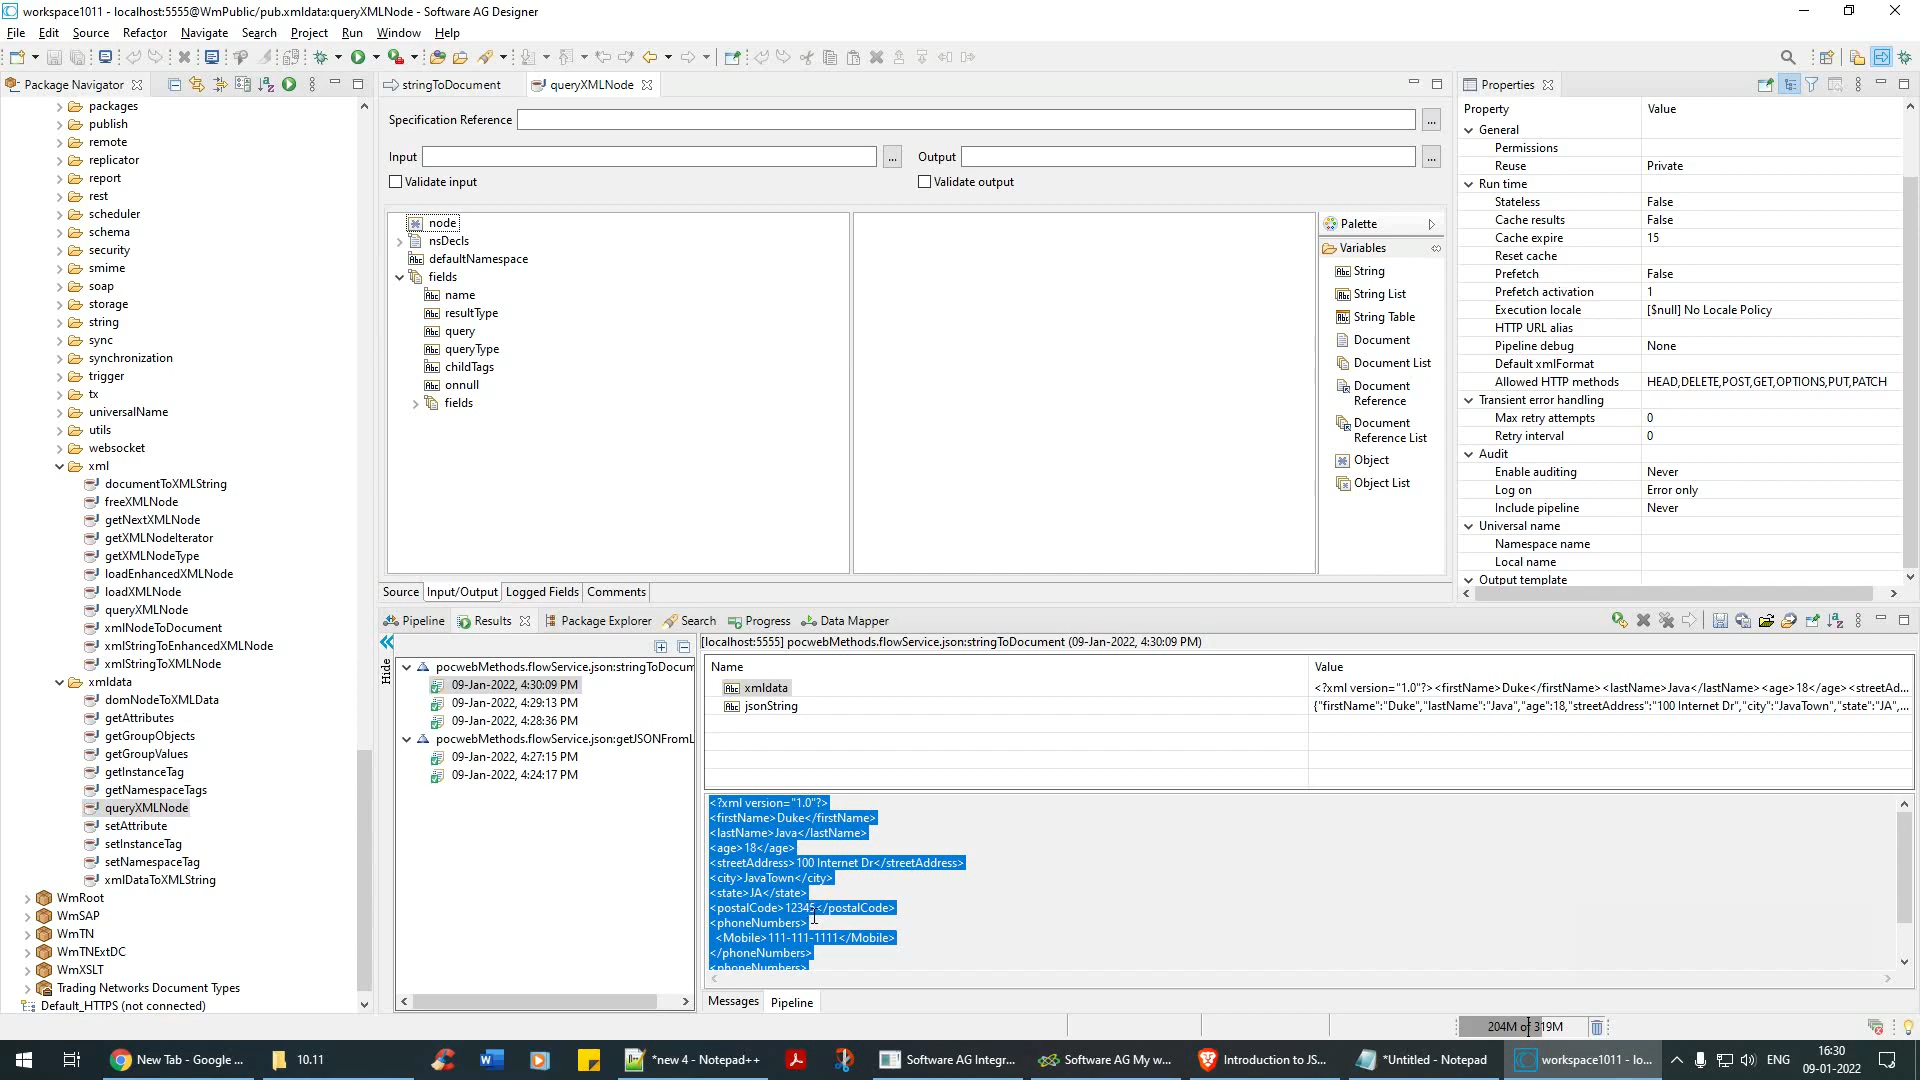 workspace1011 - localhost:5555@WmPublic/pub.xmldata:queryXMLNode - Software AG Designer
File Edit Source Refactor Navigate Search Project Run Window Help
Package Navigator
packages
publish
remote
replicator
report
rest
scheduler
schema
security
smime
soap
storage
string
sync
synchronization
trigger
tx
universalName
utils
websocket
xml
documentToXMLString
freeXMLNode
getNextXMLNode
getXMLNodeIterator
getXMLNodeType
loadEnhancedXMLNode
loadXMLNode
queryXMLNode
xmlNodeToDocument
xmlStringToEnhancedXMLNode
xmlStringToXMLNode
xmldata
domNodeToXMLData
getAttributes
getGroupObjects
getGroupValues
getInstanceTag
getNamespaceTags
queryXMLNode
setAttribute
setInstanceTag
setNamespaceTag
xmlDataToXMLString
WmRoot
WmSAP
WmTN
WmTNExtDC
WmXSLT
Trading Networks Document Types
Default_HTTPS (not connected)
stringToDocument queryXMLNode
Specification Reference ...
Input ... Output ...
Validate input Validate output
node
nsDecls
defaultNamespace
fields
name
resultType
query
queryType
childTags
onnull
fields
Palette
Variables
String
String List
String Table
Document
Document List
Document
Reference
Document
Reference List
Object
Object List
Source Input/Output Logged Fields Comments
Properties
Property Value
General
Permissions
Reuse Private
Run time
Stateless False
Cache results False
Cache expire 15
Reset cache
Prefetch False
Prefetch activation 1
Execution locale [$null] No Locale Policy
HTTP URL alias
Pipeline debug None
Default xmlFormat
Allowed HTTP methods HEAD,DELETE,POST,GET,OPTIONS,PUT,PATCH
Transient error handling
Max retry attempts 0
Retry interval 0
Audit
Enable auditing Never
Log on Error only
Include pipeline Never
Universal name
Namespace name
Local name
Output template
Pipeline Results Package Explorer Search Progress Data Mapper
Hide
pocwebMethods.flowService.json:stringToDocum
09-Jan-2022, 4:30:09 PM
09-Jan-2022, 4:29:13 PM
09-Jan-2022, 4:28:36 PM
pocwebMethods.flowService.json:getJSONFromL
09-Jan-2022, 4:27:15 PM
09-Jan-2022, 4:24:17 PM
[localhost:5555] pocwebMethods.flowService.json:stringToDocument (09-Jan-2022, 4:30:09 PM)
Name Value
xmldata <?xml version="1.0"?><firstName>Duke</firstName><lastName>Java</lastName><age>18</age><streetAd...
jsonString {"firstName":"Duke","lastName":"Java","age":18,"streetAddress":"100 Internet Dr","city":"JavaTown","state":"JA",...
<?xml version="1.0"?>
<firstName>Duke</firstName>
<lastName>Java</lastName>
<age>18</age>
<streetAddress>100 Internet Dr</streetAddress>
<city>JavaTown</city>
<state>JA</state>
<postalCode>12345</postalCode>
<phoneNumbers>
<Mobile>111-111-1111</Mobile>
</phoneNumbers>
<phoneNumbers>
Messages Pipeline
204M of 319M
New Tab - Google ... 10.11 *new 4 - Notepad++ Software AG Integr... Software AG My w... Introduction to JS... *Untitled - Notepad workspace1011 - lo... ENG
16:30
09-01-2022